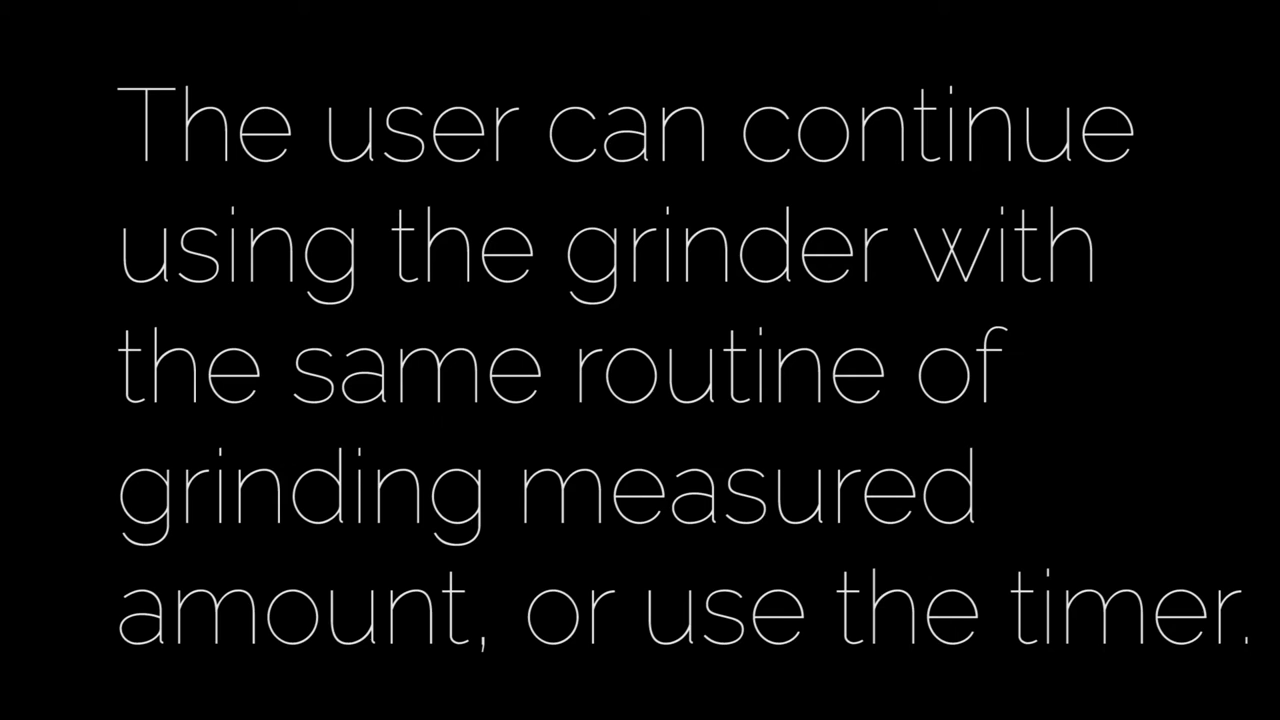 The user can continue
using the grinder with
the same routine of
grinding measured
amount, or use the timer.